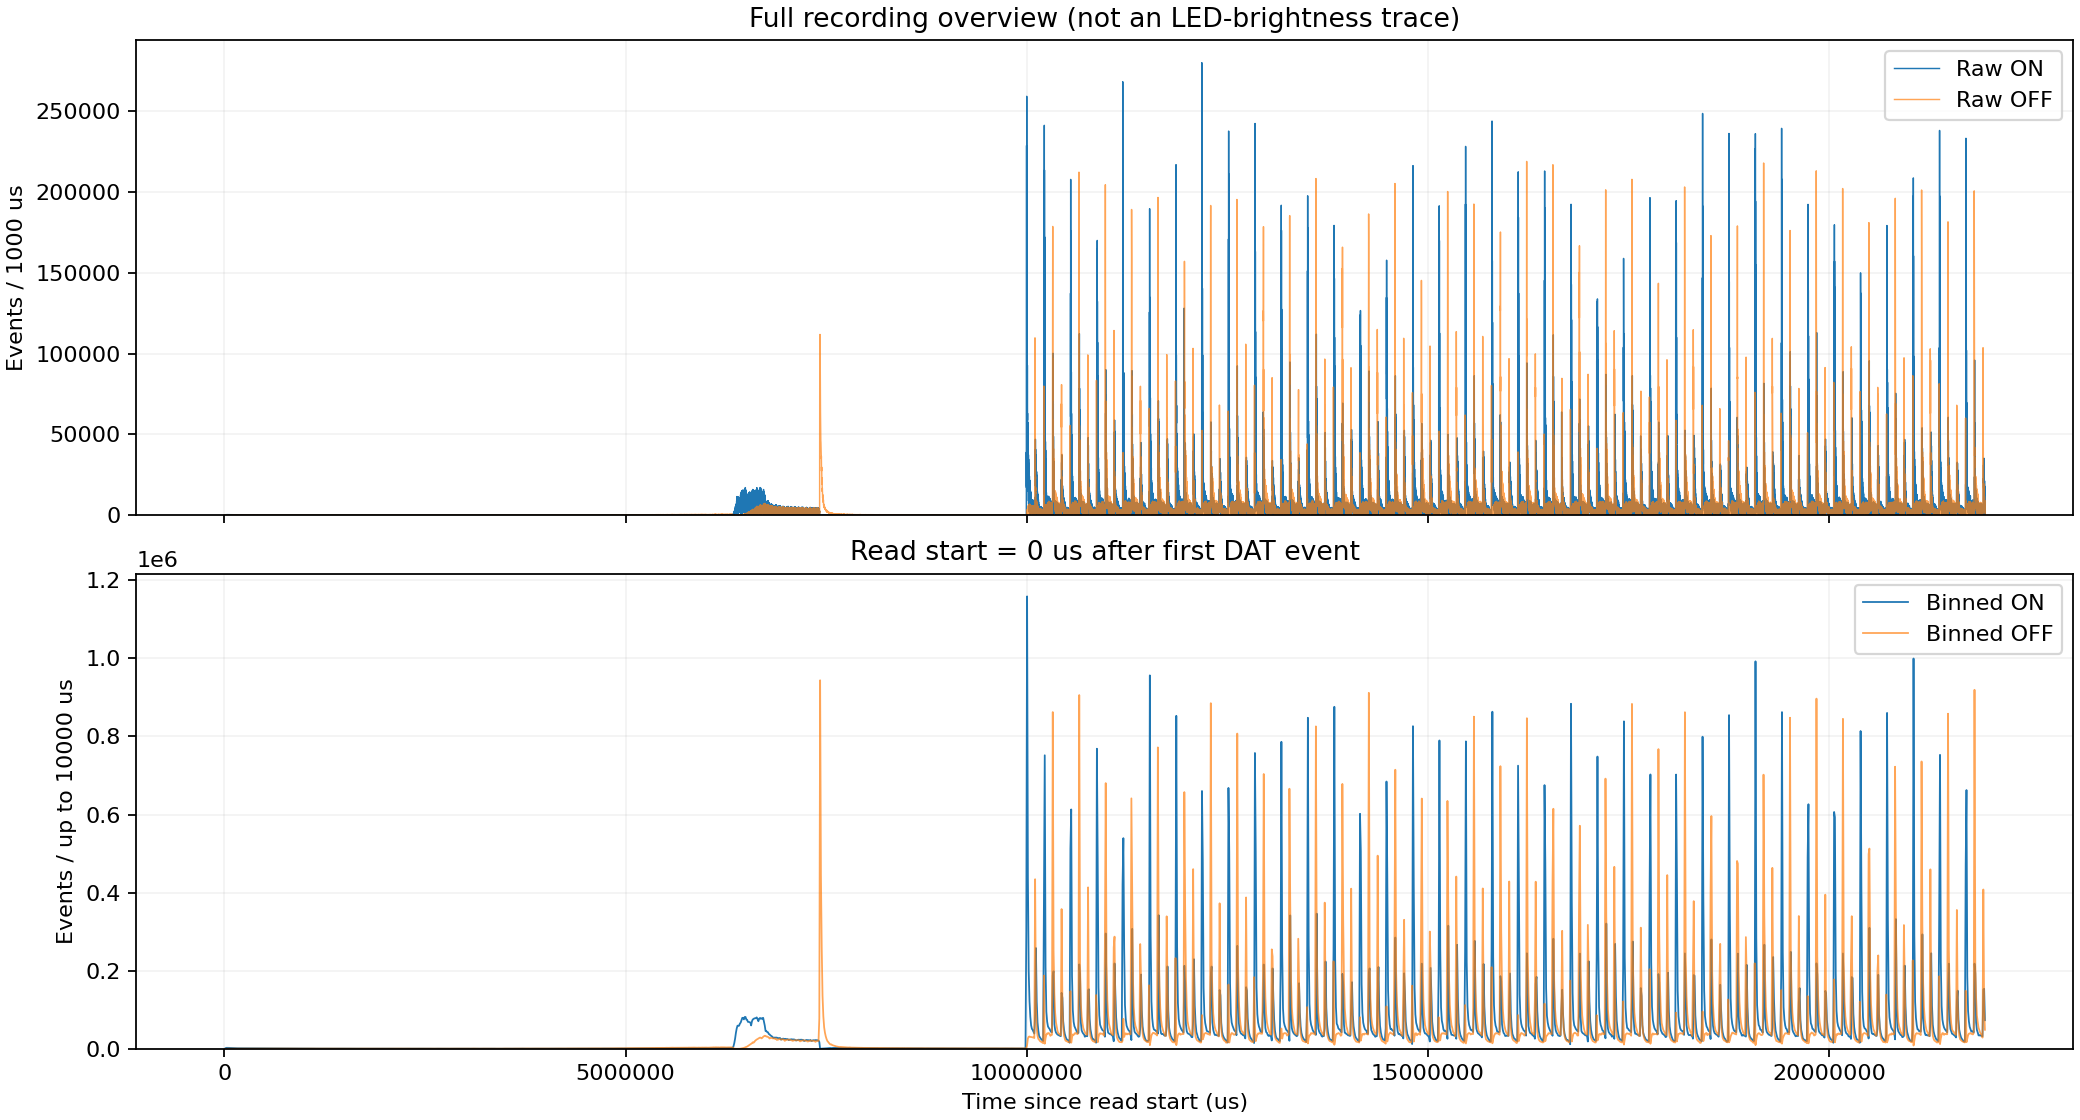 Full recording overview (not an LED-brightness trace)
Events / 1000 us
250000
200000
150000
100000
50000
0
Raw ON
Raw OFF
Read start = 0 us after first DAT event
1e6
Events / up to 10000 us
1.2
1.0
0.8
0.6
0.4
0.2
0.0
Binned ON
Binned OFF
0
5000000
10000000
15000000
20000000
Time since read start (us)